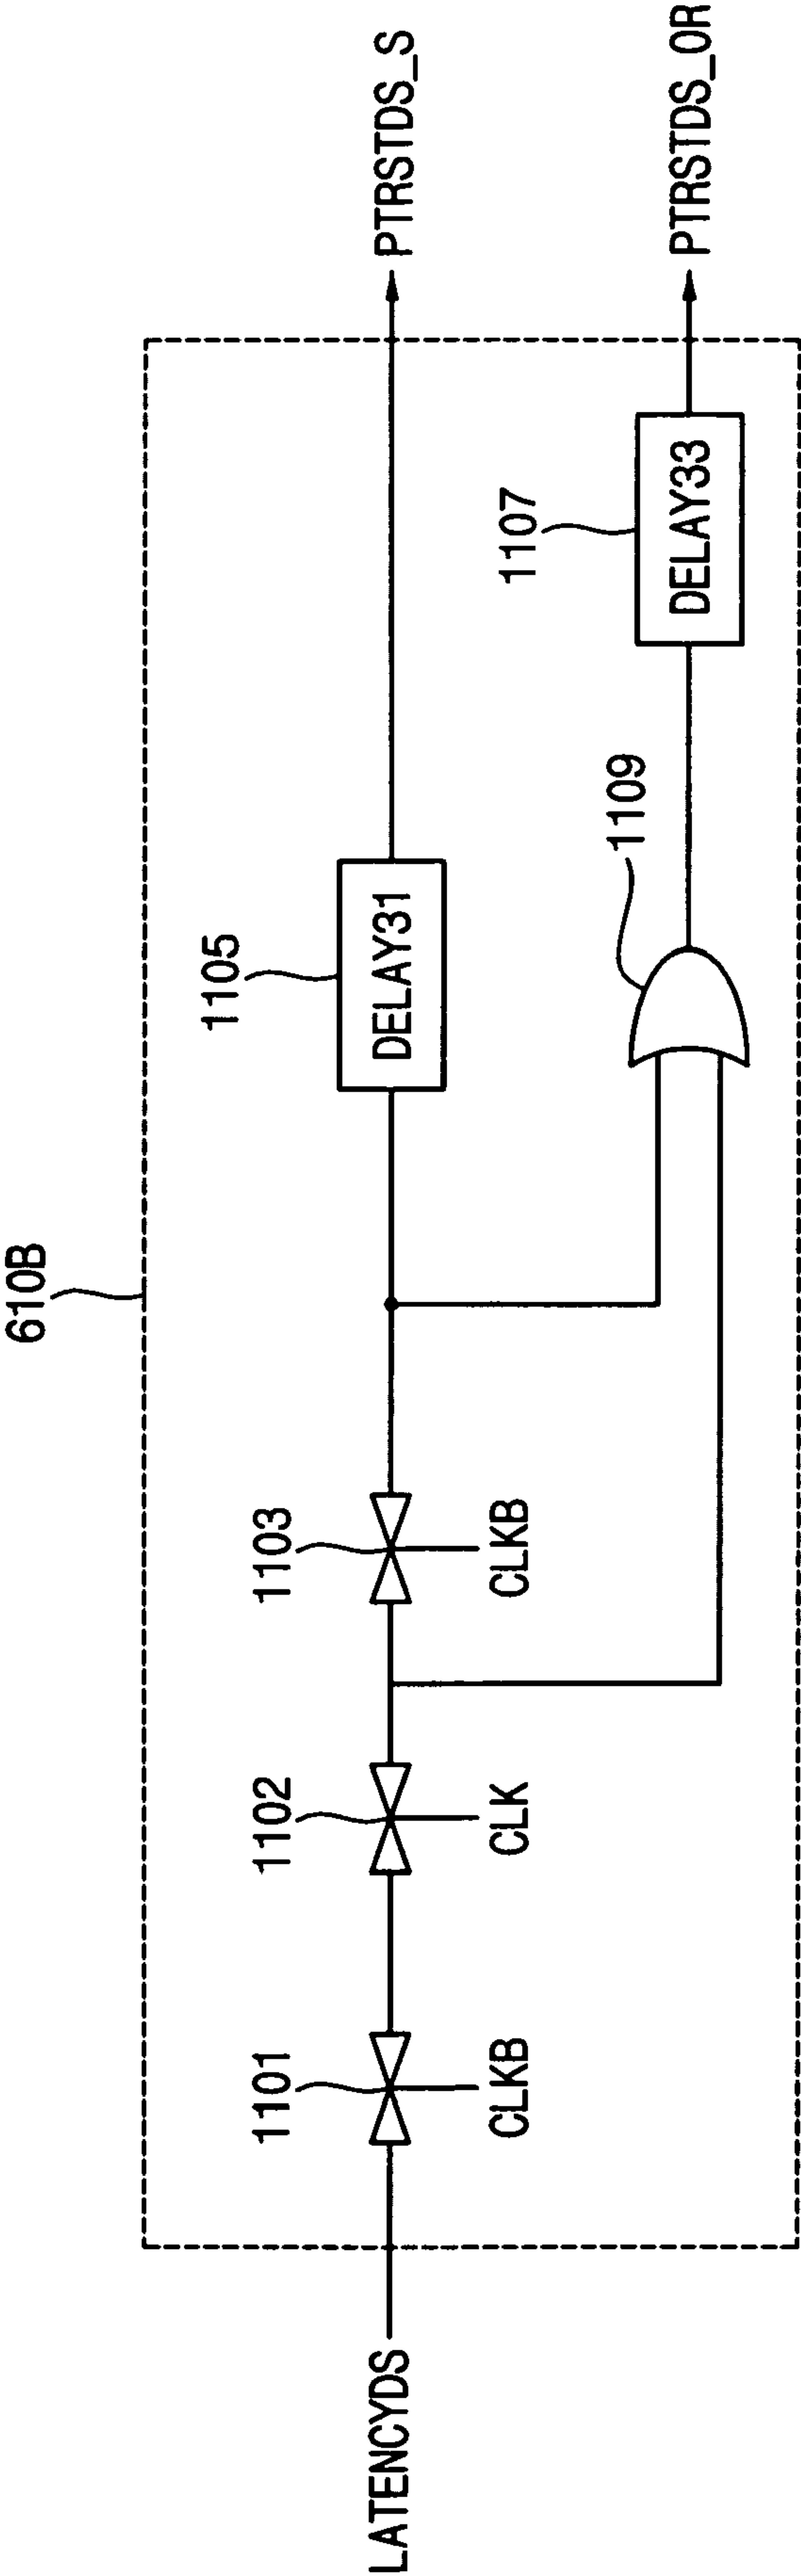 610B
LATENCYDS
1101
CLKB
1102
CLK
1103
CLKB
1105
DELAY31
PTRSTDS_S
1109
1107
DELAY33
PTRSTDS_OR